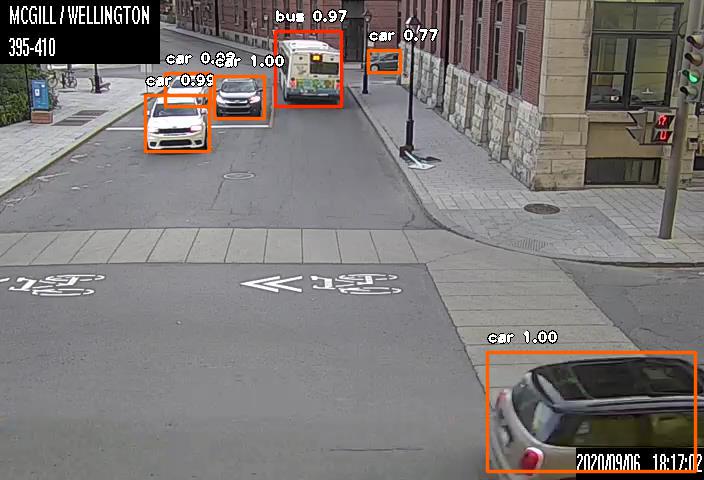 MCGILL / WELLINGTON
395-410
bus 0.97
car 0.77
car 1.00
car 0.99
car 1.00
2020/09/06 18:17:02